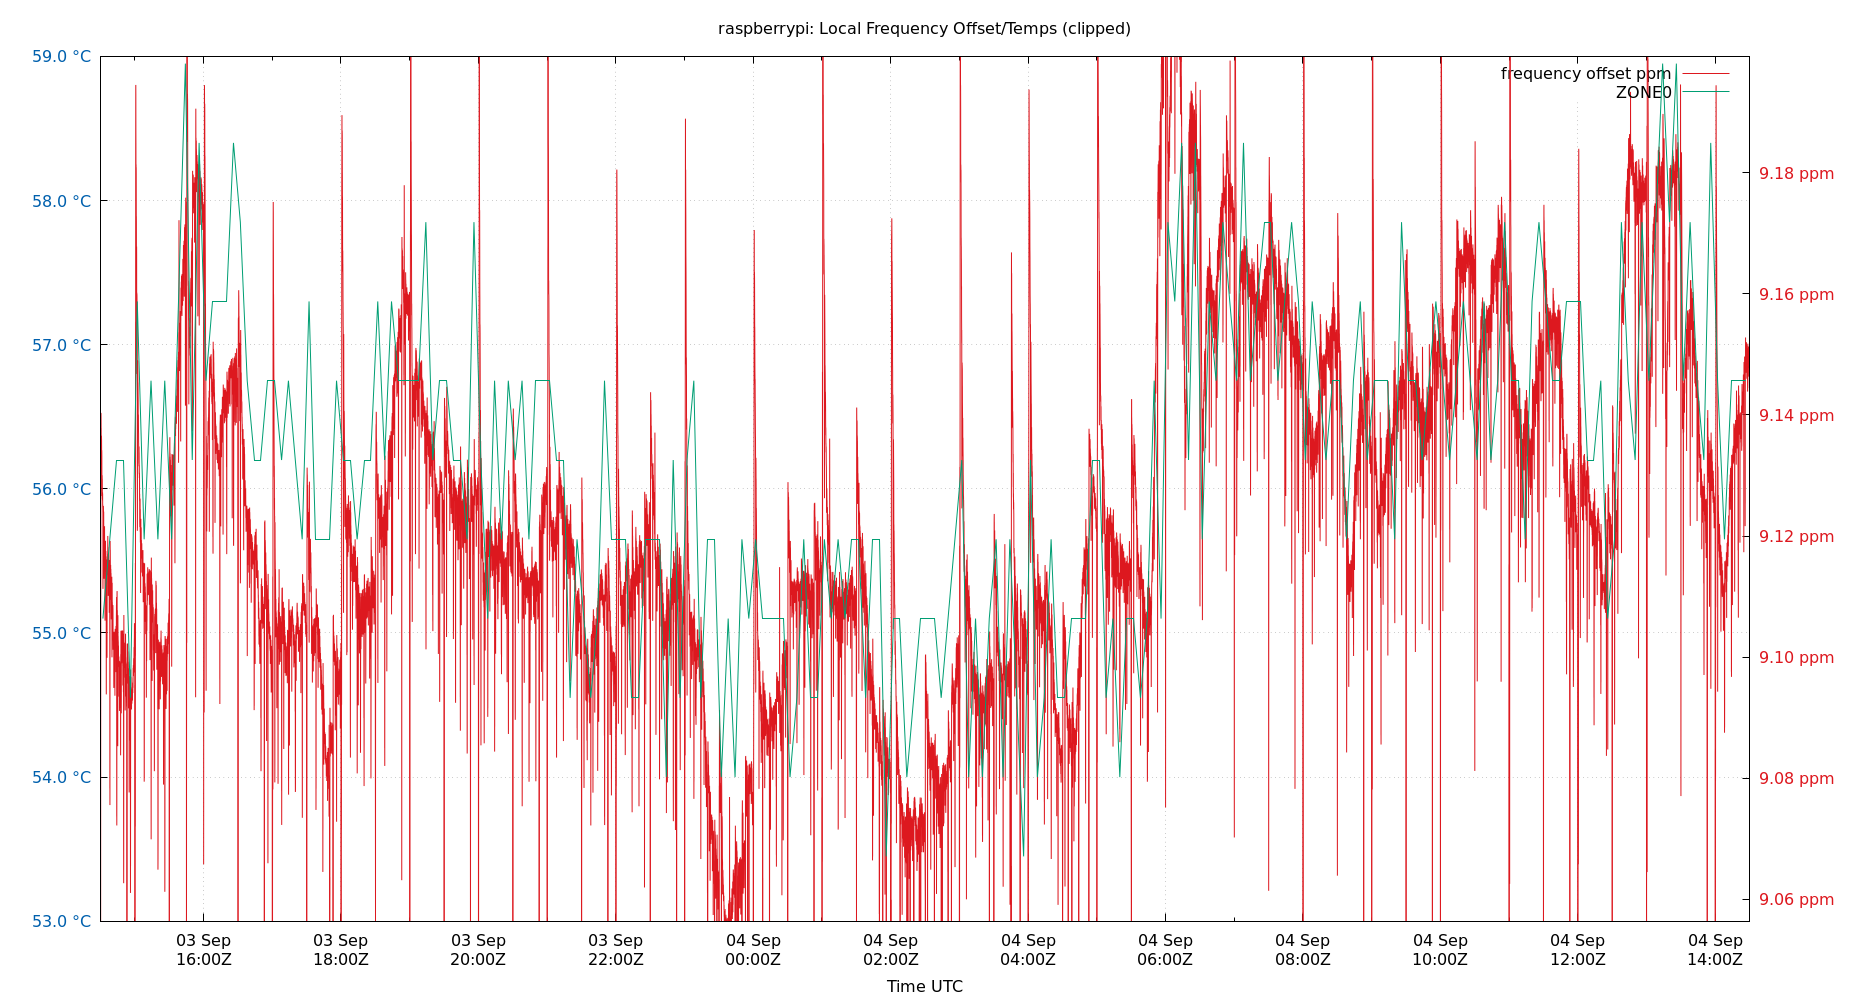 raspberrypi: Local Frequency Offset/Temps (clipped)
59.0 °C
58.0 °C
57.0 °C
56.0 °C
55.0 °C
54.0 °C
53.0 °C
frequency offset ppm
ZONE0
9.18 ppm
9.16 ppm
9.14 ppm
9.12 ppm
9.10 ppm
9.08 ppm
9.06 ppm
03 Sep
16:00Z
03 Sep
18:00Z
03 Sep
20:00Z
03 Sep
22:00Z
04 Sep
00:00Z
04 Sep
02:00Z
04 Sep
04:00Z
04 Sep
06:00Z
04 Sep
08:00Z
04 Sep
10:00Z
04 Sep
12:00Z
04 Sep
14:00Z
Time UTC